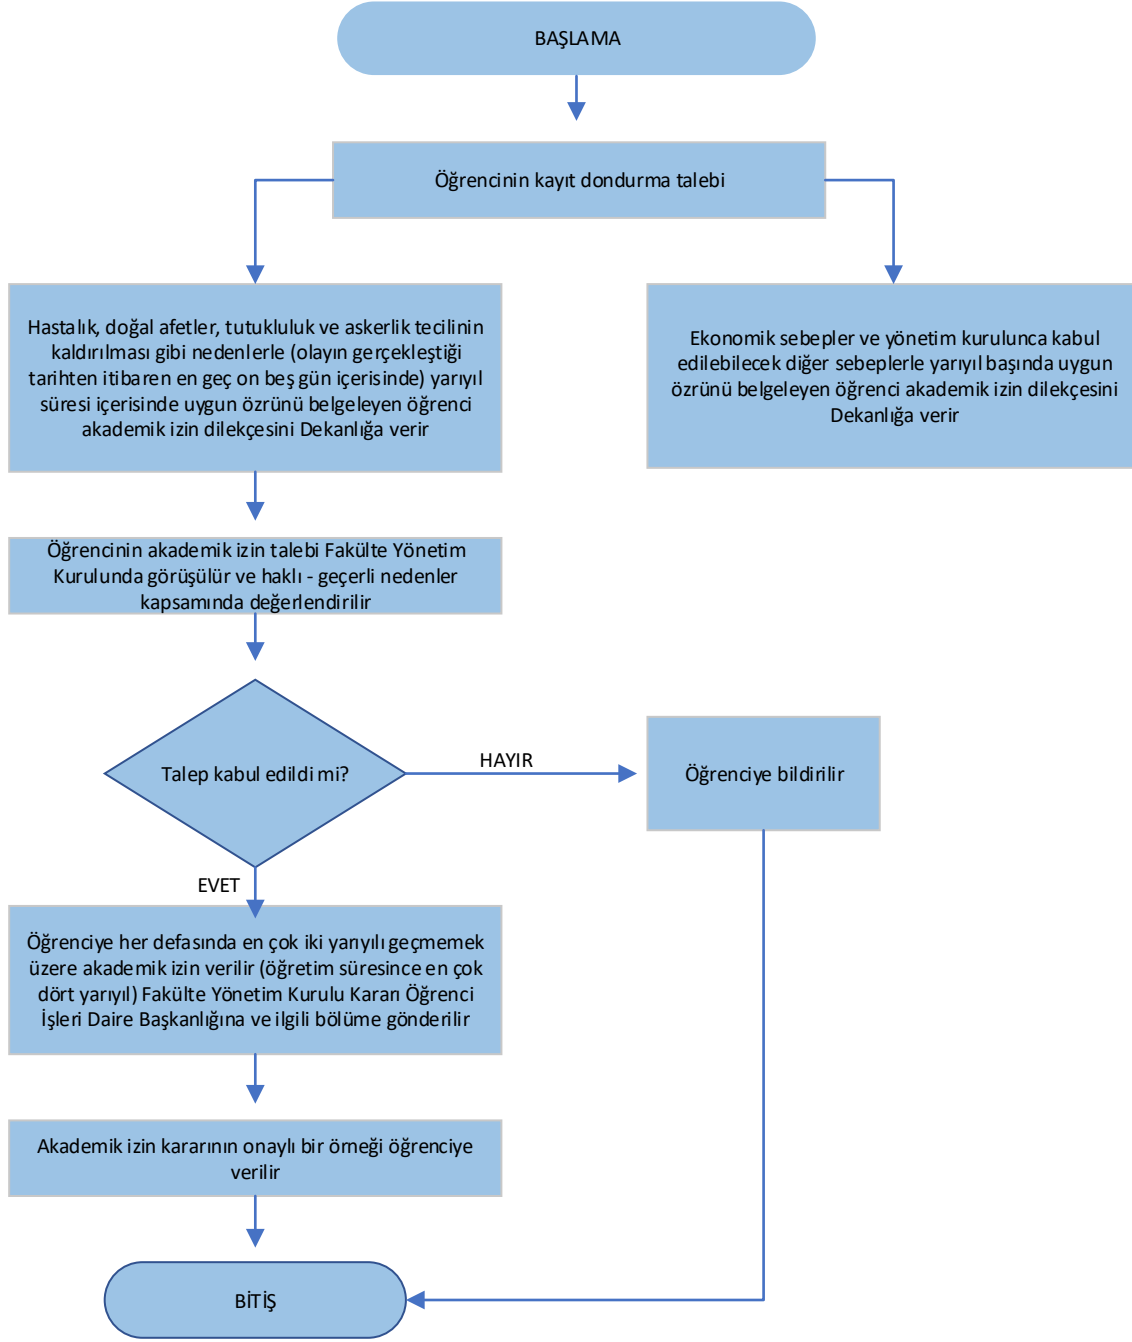 BAŞLAMA
Öğrencinin kayıt dondurma talebi
Hastalık, doğal afetler, tutukluluk ve askerlik tecilinin
kaldırılması gibi nedenlerle (olayın gerçekleştiği
tarihten itibaren en geç on beş gün içerisinde) yarıyıl
süresi içerisinde uygun özrünü belgeleyen öğrenci
akademik izin dilekçesini Dekanlığa verir
Ekonomik sebepler ve yönetim kurulunca kabul
edilebilecek diğer sebeplerle yarıyıl başında uygun
özrünü belgeleyen öğrenci akademik izin dilekçesini
Dekanlığa verir
Öğrencinin akademik izin talebi Fakülte Yönetim
Kurulunda görüşülür ve haklı - geçerli nedenler
kapsamında değerlendirilir
Talep kabul edildi mi?
HAYIR
Öğrenciye bildirilir
EVET
Öğrenciye her defasında en çok iki yarıyılı geçmemek
üzere akademik izin verilir (öğretim süresince en çok
dört yarıyıl) Fakülte Yönetim Kurulu Kararı Öğrenci
İşleri Daire Başkanlığına ve ilgili bölüme gönderilir
Akademik izin kararının onaylı bir örneği öğrenciye
verilir
BİTİŞ